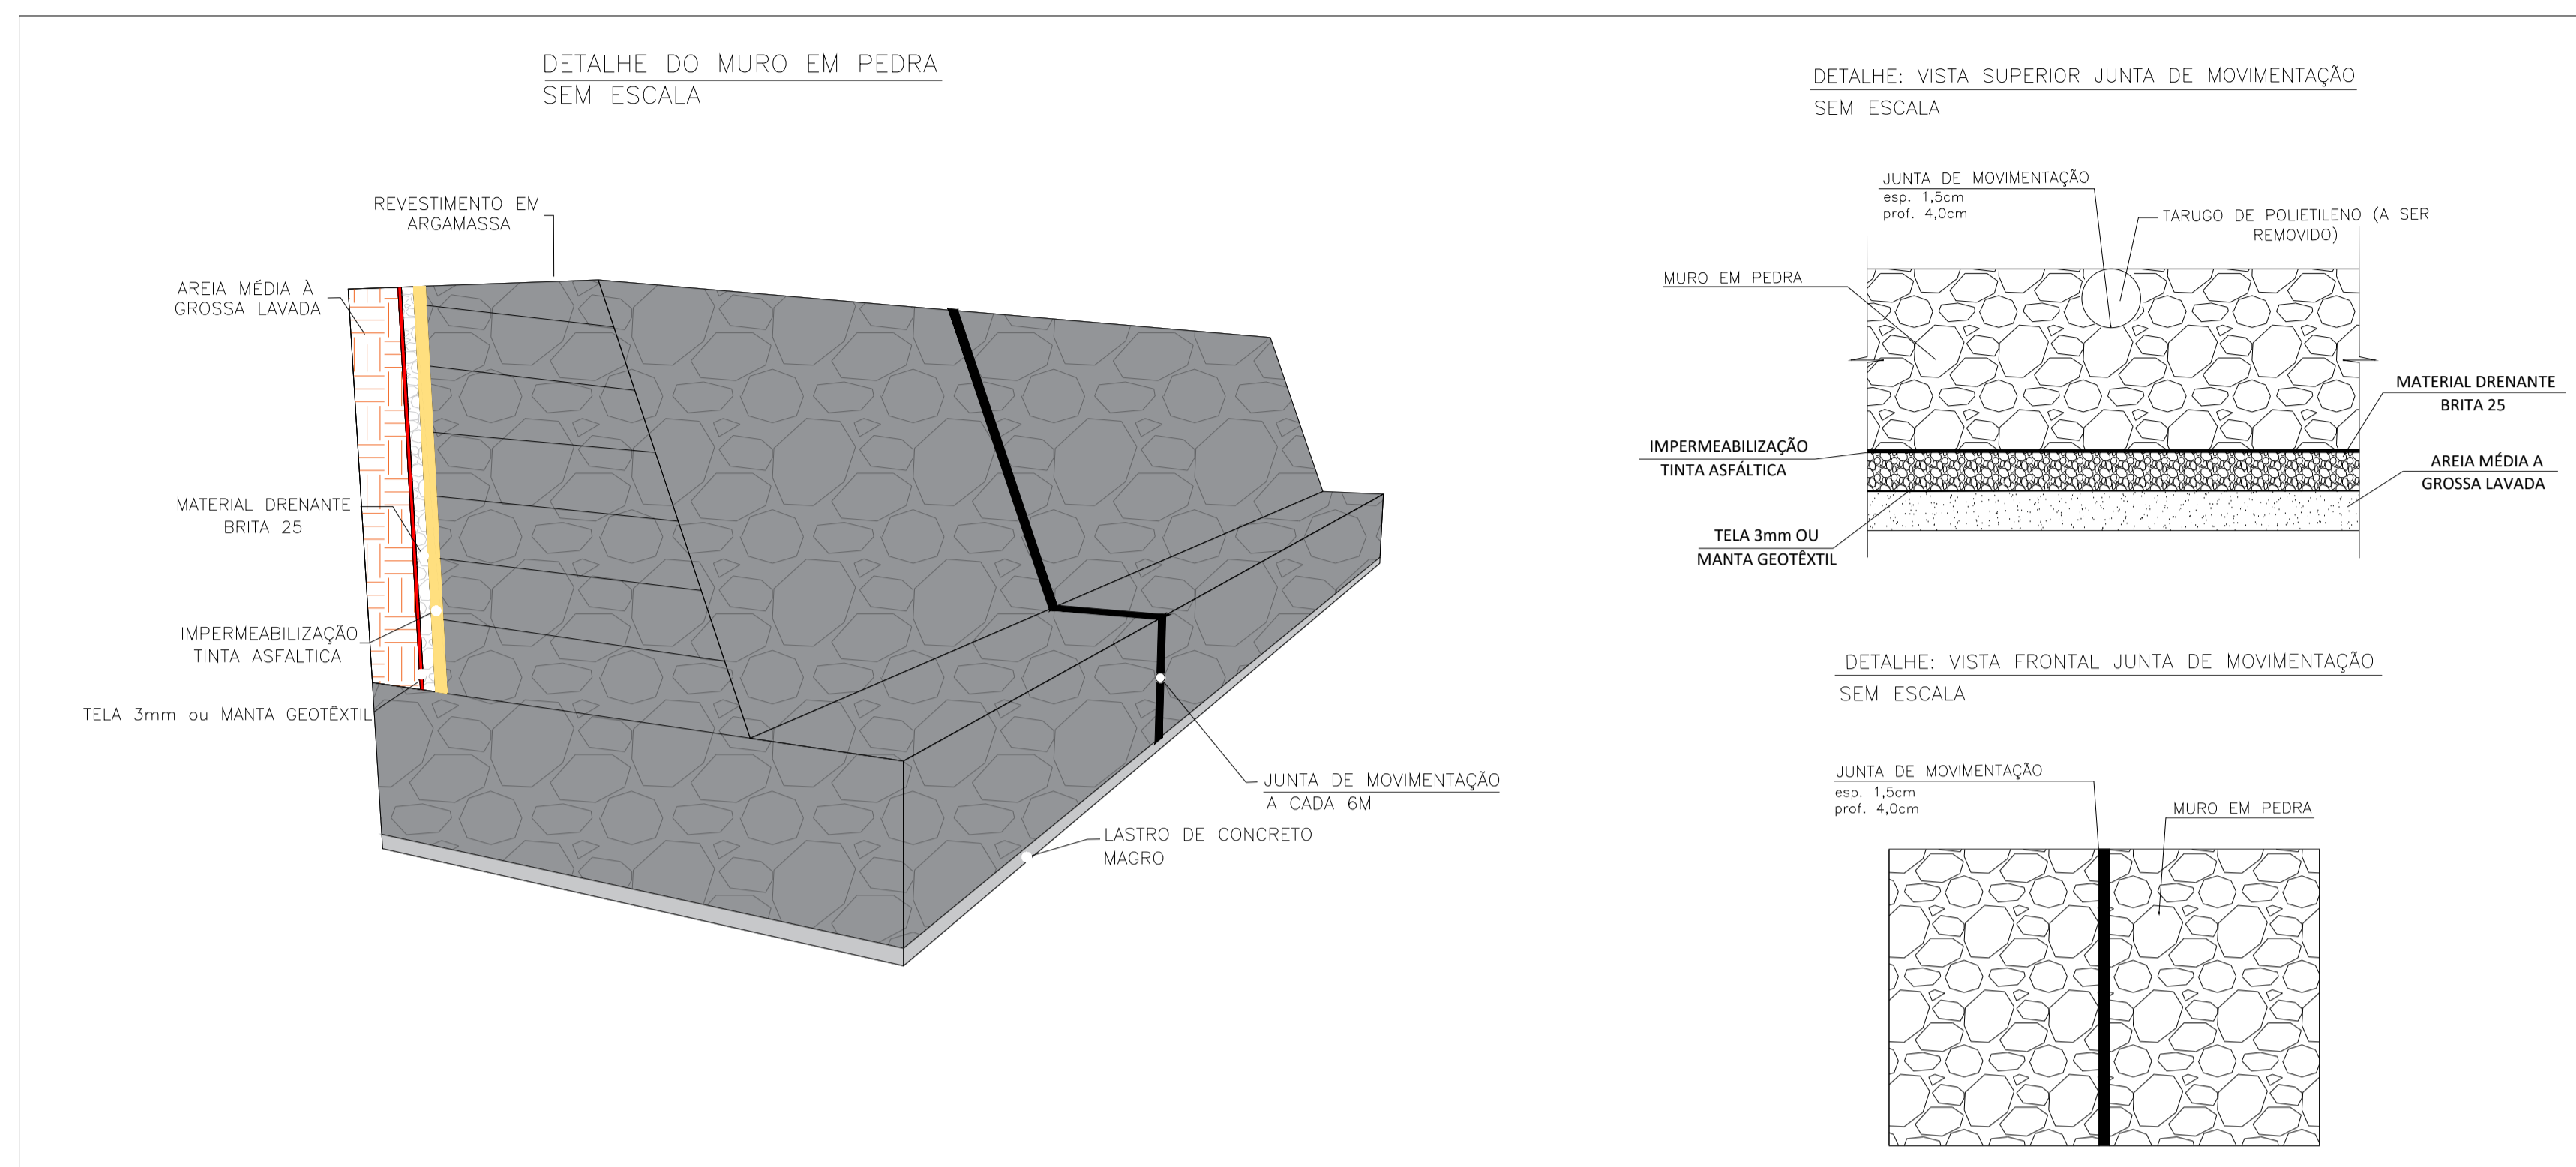 DETALHE DO MURO EM PEDRA
SEM ESCALA
REVESTIMENTO EM
ARGAMASSA
AREIA MÉDIA À
GROSSA LAVADA
MATERIAL DRENANTE
BRITA 25
IMPERMEABILIZAÇÃO
TINTA ASFALTICA
TELA 3mm ou MANTA GEOTÊXTIL
JUNTA DE MOVIMENTAÇÃO
A CADA 6M
LASTRO DE CONCRETO
MAGRO
DETALHE: VISTA SUPERIOR JUNTA DE MOVIMENTAÇÃO
SEM ESCALA
JUNTA DE MOVIMENTAÇÃO
esp. 1,5cm
prof. 4,0cm
TARUGO DE POLIETILENO (A SER
REMOVIDO)
MURO EM PEDRA
MATERIAL DRENANTE
BRITA 25
IMPERMEABILIZAÇÃO
TINTA ASFÁLTICA
AREIA MÉDIA A
GROSSA LAVADA
TELA 3mm OU
MANTA GEOTÊXTIL
DETALHE: VISTA FRONTAL JUNTA DE MOVIMENTAÇÃO
SEM ESCALA
JUNTA DE MOVIMENTAÇÃO
esp. 1,5cm
prof. 4,0cm
MURO EM PEDRA